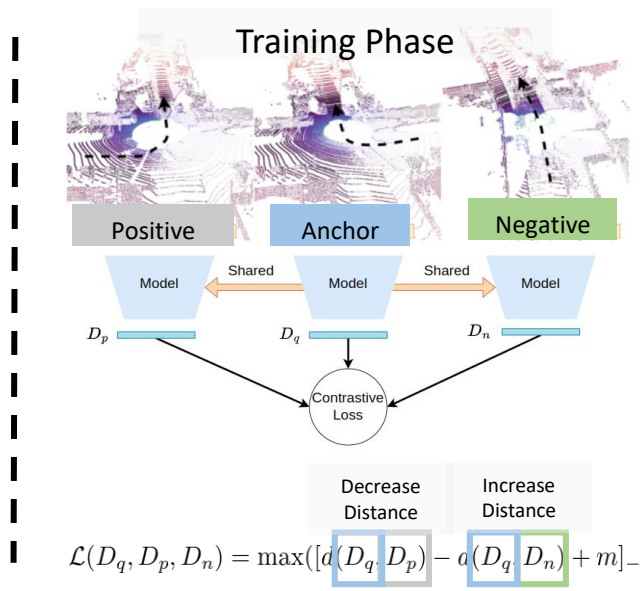 Training Phase
Positive Anchor Negative
Model Shared Model Shared Model
D_p D_q D_n
Contrastive
Loss
Decrease
Distance
Increase
Distance
ℒ(D_q, D_p, D_n) = max([d(D_q, D_p) − d(D_q, D_n) + m]_−